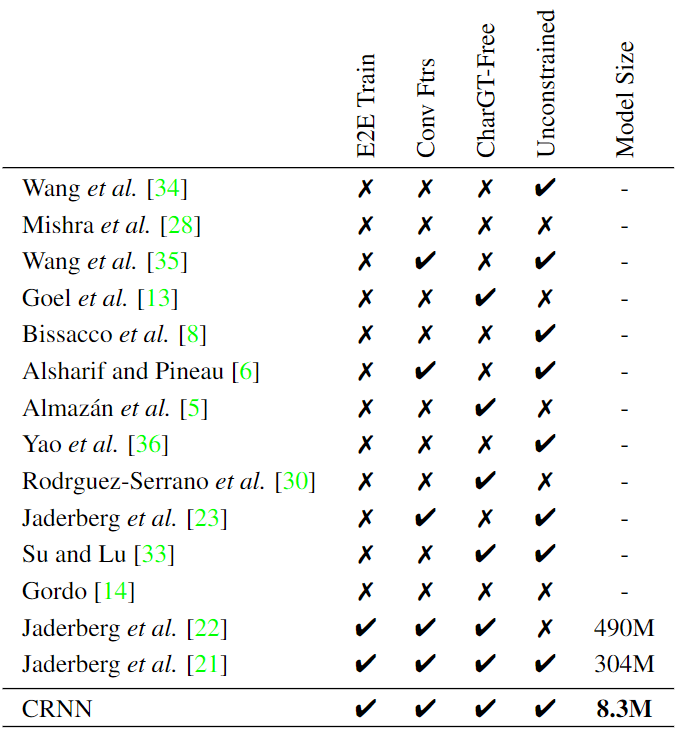 E2E Train Conv Ftrs CharGT-Free Unconstrained Model Size
Wang et al. [34] ✗ ✗ ✗ ✔ -
Mishra et al. [28] ✗ ✗ ✗ ✗ -
Wang et al. [35] ✗ ✔ ✗ ✔ -
Goel et al. [13] ✗ ✗ ✔ ✗ -
Bissacco et al. [8] ✗ ✗ ✗ ✔ -
Alsharif and Pineau [6] ✗ ✔ ✗ ✔ -
Almazán et al. [5] ✗ ✗ ✔ ✗ -
Yao et al. [36] ✗ ✗ ✗ ✔ -
Rodrguez-Serrano et al. [30] ✗ ✗ ✔ ✗ -
Jaderberg et al. [23] ✗ ✔ ✗ ✔ -
Su and Lu [33] ✗ ✗ ✔ ✔ -
Gordo [14] ✗ ✗ ✗ ✗ -
Jaderberg et al. [22] ✔ ✔ ✔ ✗ 490M
Jaderberg et al. [21] ✔ ✔ ✔ ✔ 304M
CRNN ✔ ✔ ✔ ✔ 8.3M